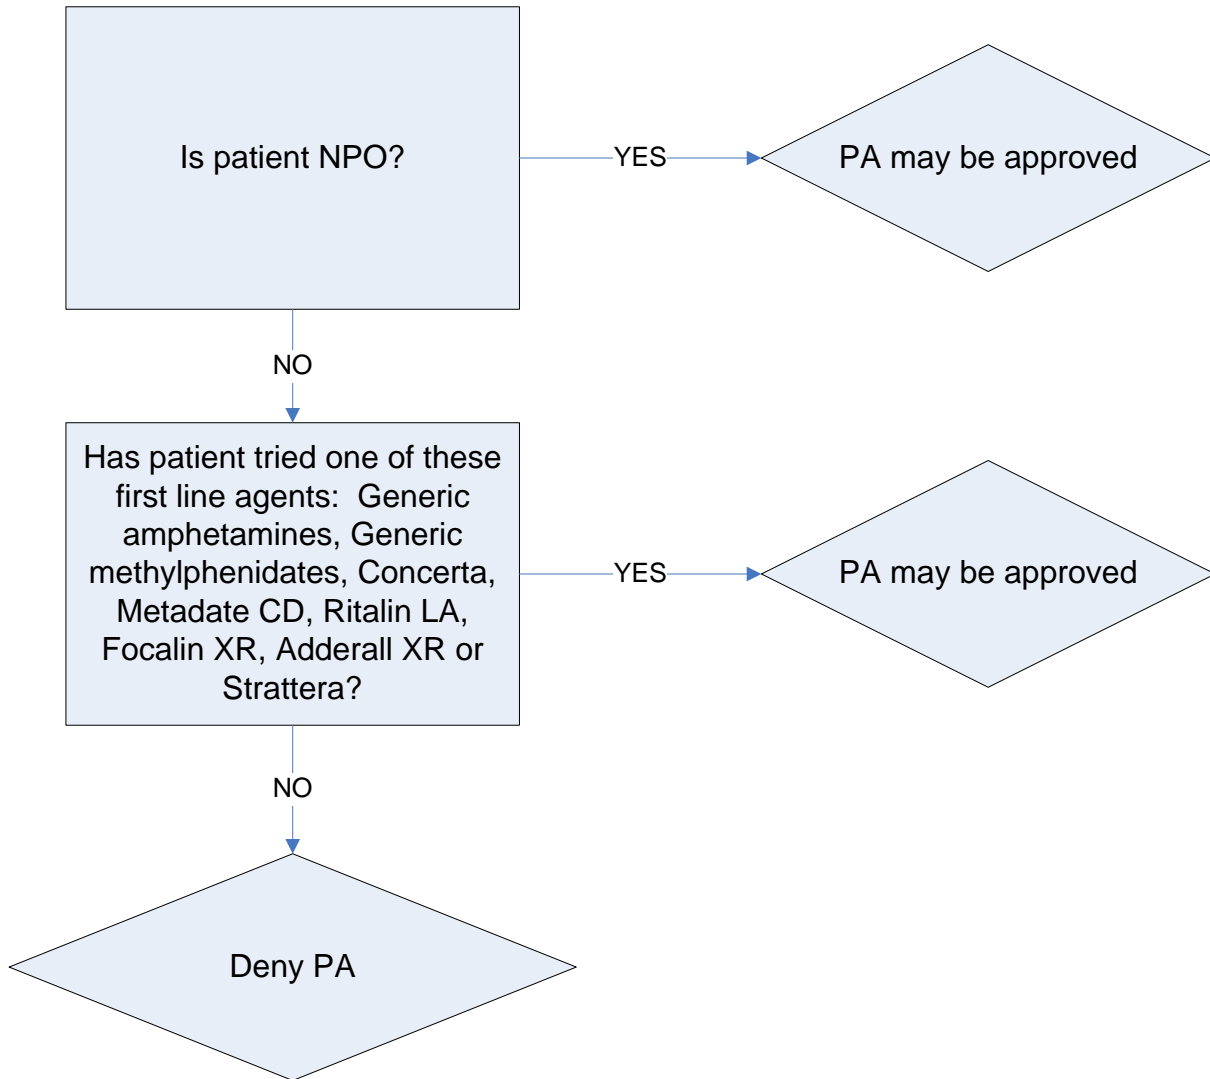 Is patient NPO?
YES
PA may be approved
NO
Has patient tried one of these
first line agents:  Generic
amphetamines, Generic
methylphenidates, Concerta,
Metadate CD, Ritalin LA,
Focalin XR, Adderall XR or
Strattera?
YES
PA may be approved
NO
Deny PA